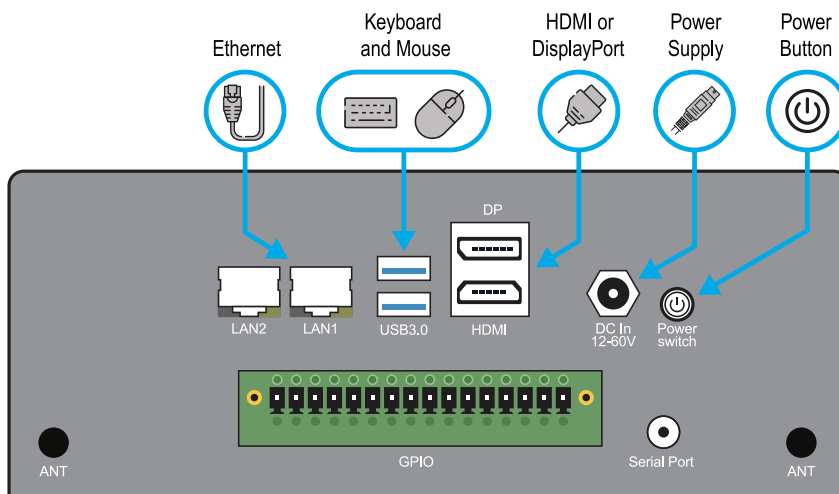 Ethernet
Keyboard
and Mouse
HDMI or
DisplayPort
Power
Supply
Power
Button
DP
LAN2
LAN1
USB3.0
HDMI
DC In
12-60V
Power
switch
GPIO
Serial Port
ANT
ANT